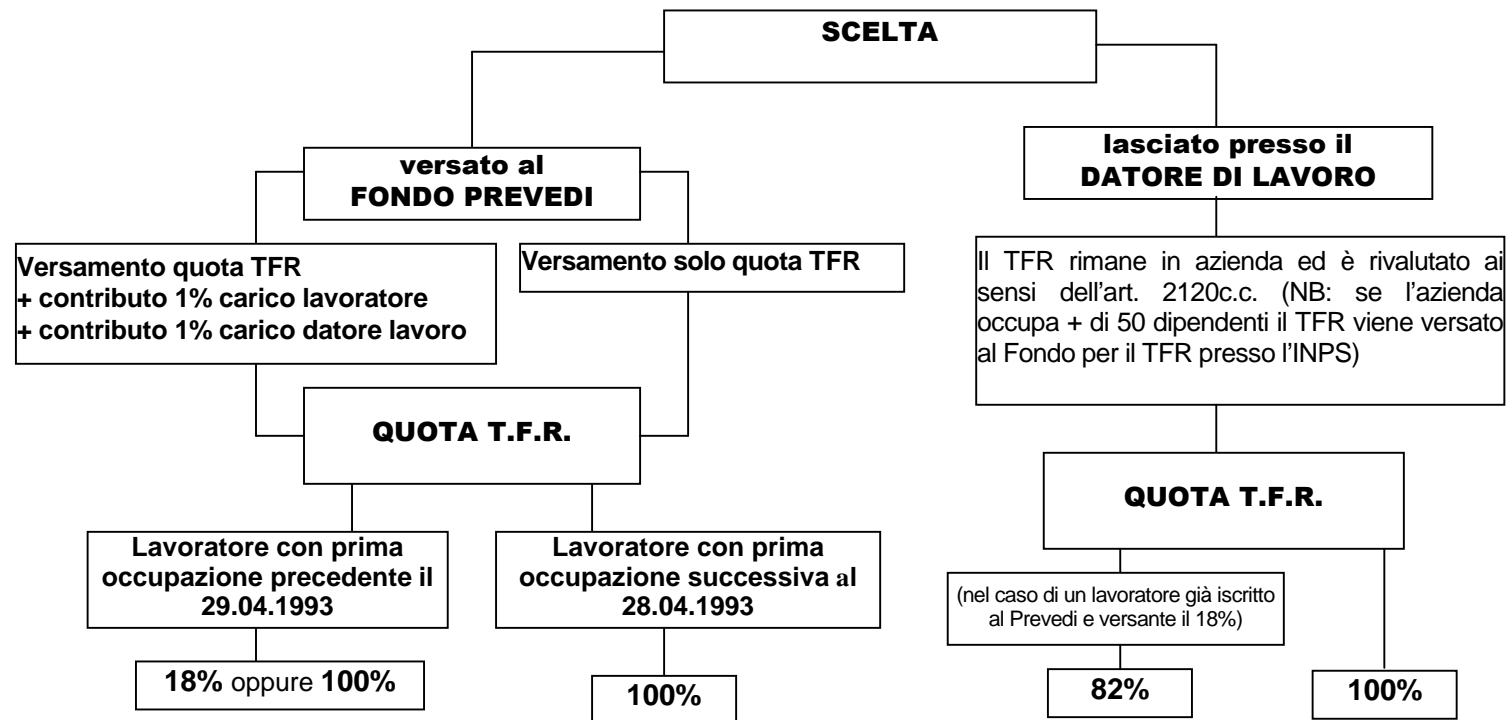 SCELTA
versato al
FONDO PREVEDI
lasciato presso il
DATORE DI LAVORO
Versamento quota TFR
+ contributo 1% carico lavoratore
+ contributo 1% carico datore lavoro
Versamento solo quota TFR
Il TFR rimane in azienda ed è rivalutato ai
sensi dell'art. 2120c.c. (NB: se l'azienda
occupa + di 50 dipendenti il TFR viene versato
al Fondo per il TFR presso l'INPS)
QUOTA T.F.R.
QUOTA T.F.R.
Lavoratore con prima
occupazione precedente il
29.04.1993
Lavoratore con prima
occupazione successiva al
28.04.1993
(nel caso di un lavoratore già iscritto
al Prevedi e versante il 18%)
18% oppure 100%
100%
82%
100%